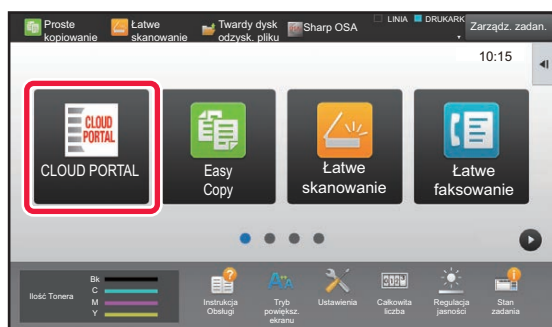 Proste kopiowanie
Łatwe skanowanie
Twardy dysk odzysk. pliku
Sharp OSA
LINIA
DRUKARK
Zarządz. zadan.
10:15
CLOUD PORTAL
CLOUD PORTAL
Easy Copy
Łatwe skanowanie
Łatwe faksowanie
Ilość Tonera
Bk
C
M
Y
Instrukcja Obsługi
Tryb powiększ. ekranu
Ustawienia
Całkowita liczba
Regulacja jasności
Stan zadania